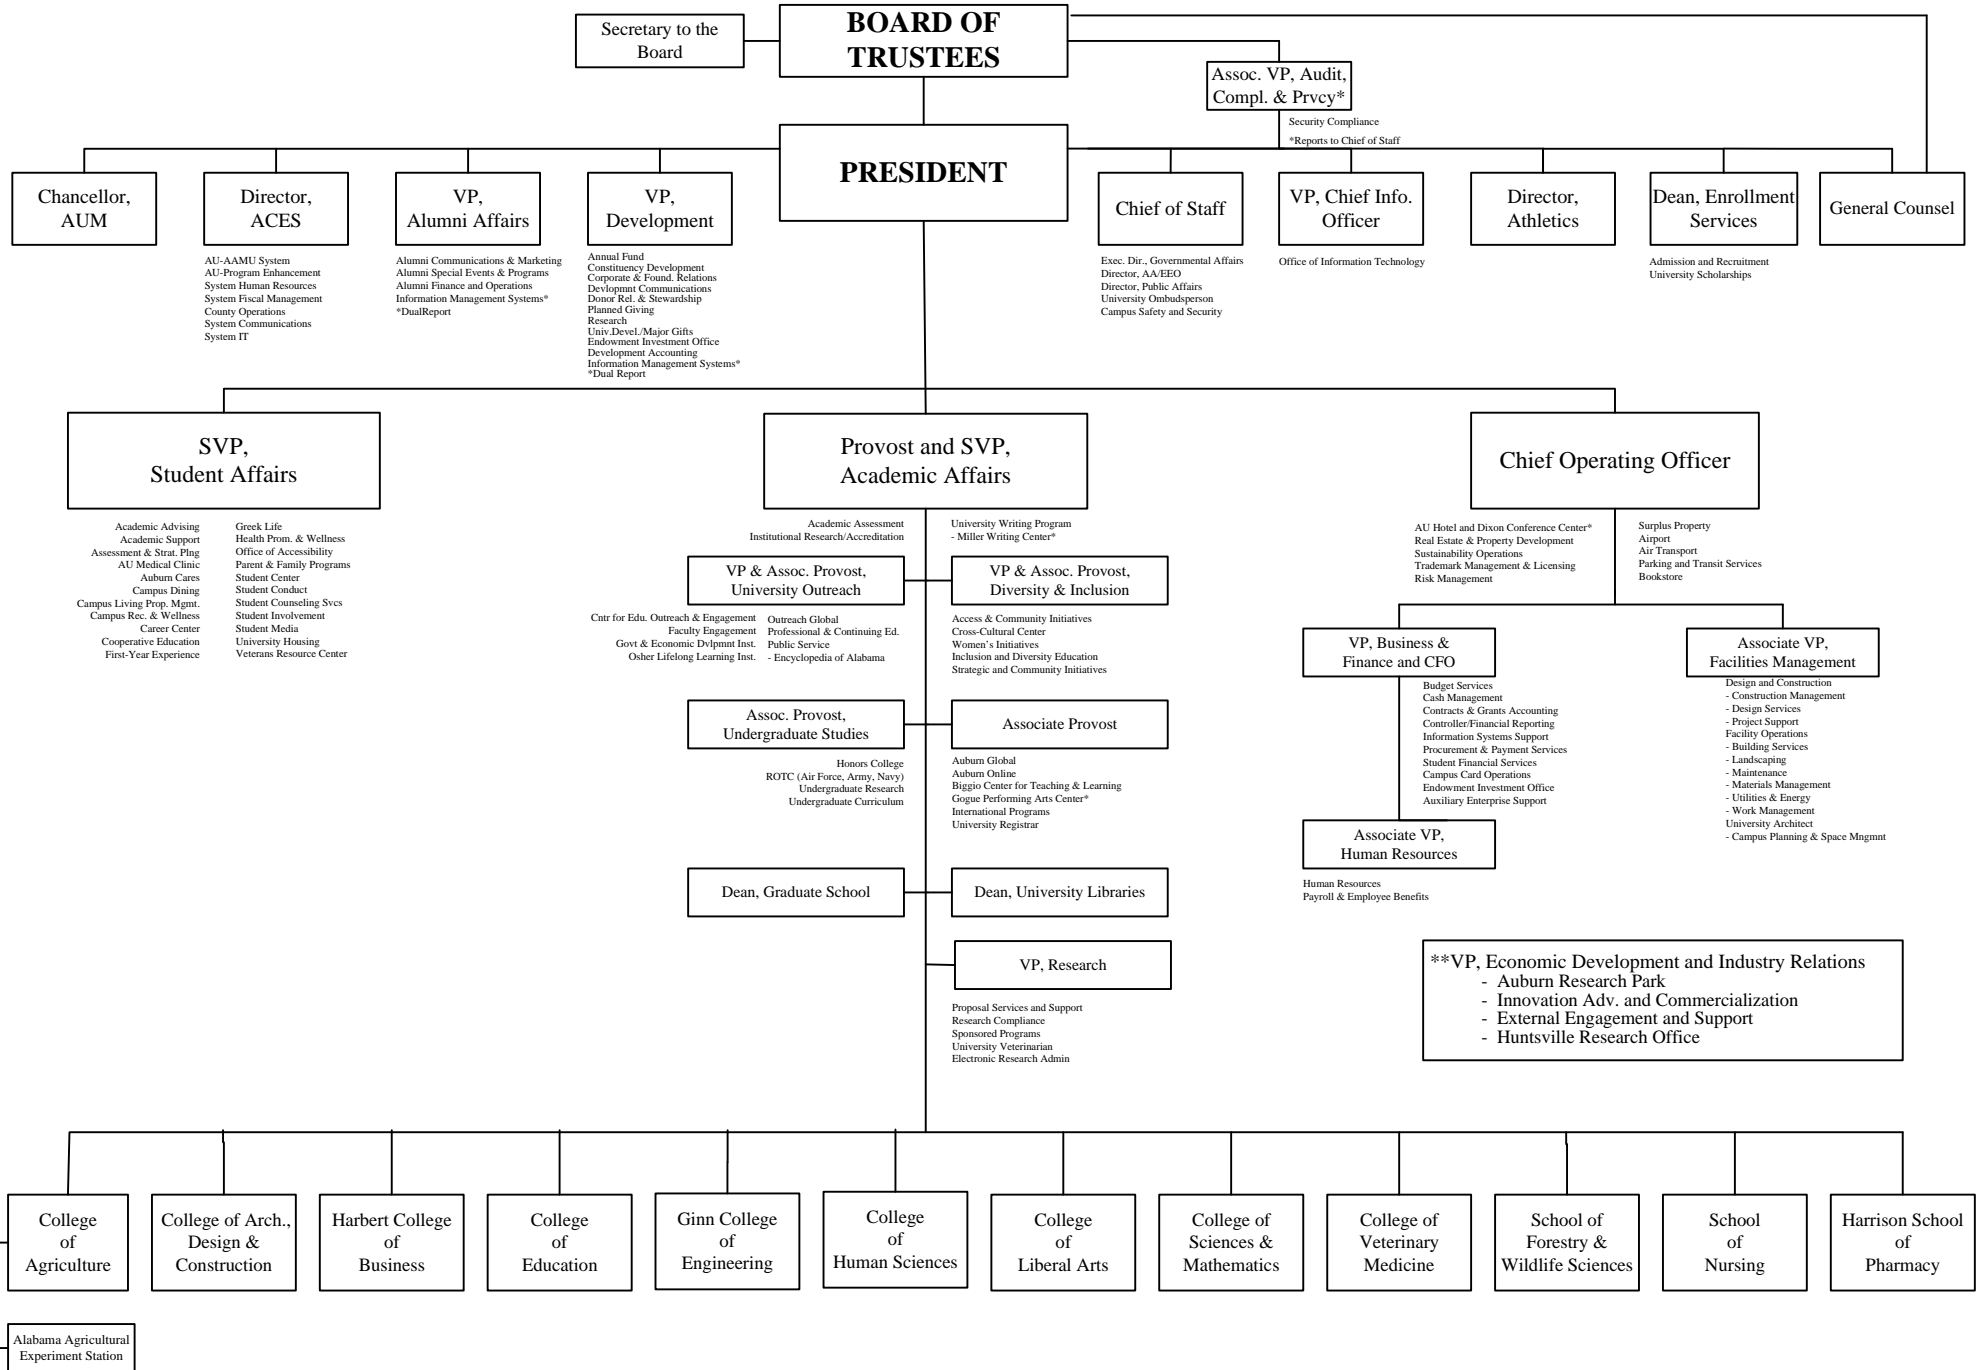 BOARD OF
TRUSTEES
Secretary to the
Board
Assoc. VP, Audit,
Compl. & Prvcy*
Security Compliance
*Reports to Chief of Staff
PRESIDENT
Chancellor,
AUM
Director,
ACES
AU-AAMU System
AU-Program Enhancement
System Human Resources
System Fiscal Management
County Operations
System Communications
System IT
VP,
Alumni Affairs
Alumni Communications & Marketing
Alumni Special Events & Programs
Alumni Finance and Operations
Information Management Systems*
*DualReport
VP,
Development
Annual Fund
Constituency Development
Corporate & Found. Relations
Devlopmnt Communications
Donor Rel. & Stewardship
Planned Giving
Research
Univ.Devel./Major Gifts
Endowment Investment Office
Development Accounting
Information Management Systems*
*Dual Report
Chief of Staff
Exec. Dir., Governmental Affairs
Director, AA/EEO
Director, Public Affairs
University Ombudsperson
Campus Safety and Security
VP, Chief Info.
Officer
Office of Information Technology
Director,
Athletics
Dean, Enrollment
Services
Admission and Recruitment
University Scholarships
General Counsel
SVP,
Student Affairs
Academic Advising
Academic Support
Assessment & Strat. Plng
AU Medical Clinic
Auburn Cares
Campus Dining
Campus Living Prop. Mgmt.
Campus Rec. & Wellness
Career Center
Cooperative Education
First-Year Experience
Greek Life
Health Prom. & Wellness
Office of Accessibility
Parent & Family Programs
Student Center
Student Conduct
Student Counseling Svcs
Student Involvement
Student Media
University Housing
Veterans Resource Center
Provost and SVP,
Academic Affairs
Academic Assessment
Institutional Research/Accreditation
University Writing Program
- Miller Writing Center*
VP & Assoc. Provost,
University Outreach
Cntr for Edu. Outreach & Engagement
Faculty Engagement
Govt & Economic Dvlpmnt Inst.
Osher Lifelong Learning Inst.
Outreach Global
Professional & Continuing Ed.
Public Service
- Encyclopedia of Alabama
VP & Assoc. Provost,
Diversity & Inclusion
Access & Community Initiatives
Cross-Cultural Center
Women's Initiatives
Inclusion and Diversity Education
Strategic and Community Initiatives
Assoc. Provost,
Undergraduate Studies
Honors College
ROTC (Air Force, Army, Navy)
Undergraduate Research
Undergraduate Curriculum
Associate Provost
Auburn Global
Auburn Online
Biggio Center for Teaching & Learning
Gogue Performing Arts Center*
International Programs
University Registrar
Dean, Graduate School
Dean, University Libraries
VP, Research
Proposal Services and Support
Research Compliance
Sponsored Programs
University Veterinarian
Electronic Research Admin
Chief Operating Officer
AU Hotel and Dixon Conference Center*
Real Estate & Property Development
Sustainability Operations
Trademark Management & Licensing
Risk Management
Surplus Property
Airport
Air Transport
Parking and Transit Services
Bookstore
VP, Business &
Finance and CFO
Budget Services
Cash Management
Contracts & Grants Accounting
Controller/Financial Reporting
Information Systems Support
Procurement & Payment Services
Student Financial Services
Campus Card Operations
Endowment Investment Office
Auxiliary Enterprise Support
Associate VP,
Human Resources
Human Resources
Payroll & Employee Benefits
Associate VP,
Facilities Management
Design and Construction
- Construction Management
- Design Services
- Project Support
Facility Operations
- Building Services
- Landscaping
- Maintenance
- Materials Management
- Utilities & Energy
- Work Management
University Architect
- Campus Planning & Space Mngmnt
**VP, Economic Development and Industry Relations
- Auburn Research Park
- Innovation Adv. and Commercialization
- External Engagement and Support
- Huntsville Research Office
College
of
Agriculture
College of Arch.,
Design &
Construction
Harbert College
of
Business
College
of
Education
Ginn College
of
Engineering
College
of
Human Sciences
College
of
Liberal Arts
College of
Sciences &
Mathematics
College of
Veterinary
Medicine
School of
Forestry &
Wildlife Sciences
School
of
Nursing
Harrison School
of
Pharmacy
Alabama Agricultural
Experiment Station